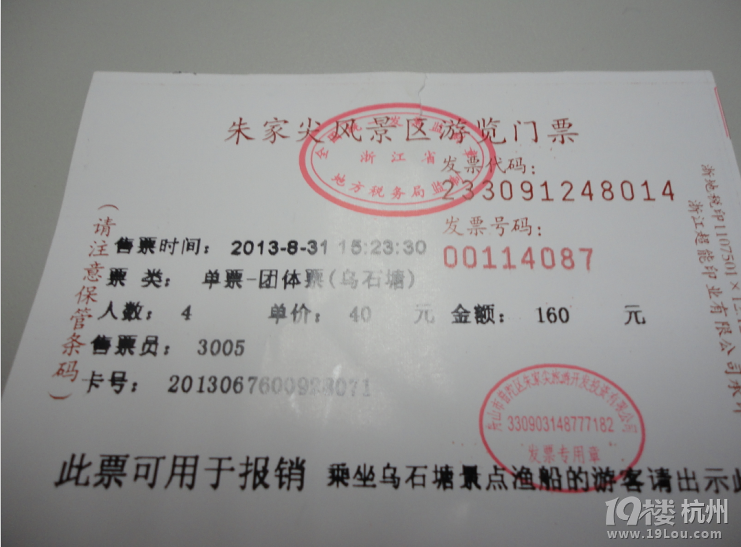 朱家尖风景区游览门票
浙江省
地方税务局监制
发票代码：
233091248014
发票号码：
00114087
（请注意保管条码）
售票时间： 2013-8-31 15:23:30
票 类： 单票-团体票(乌石塘)
人数： 4 单价： 40 元 金额： 160 元
售票员： 3005
卡号： 2013067600928071
330903148777182
发票专用章
此票可用于报销 乘坐乌石塘景点渔船的游客请出示此
19楼 杭州
www.19lou.com